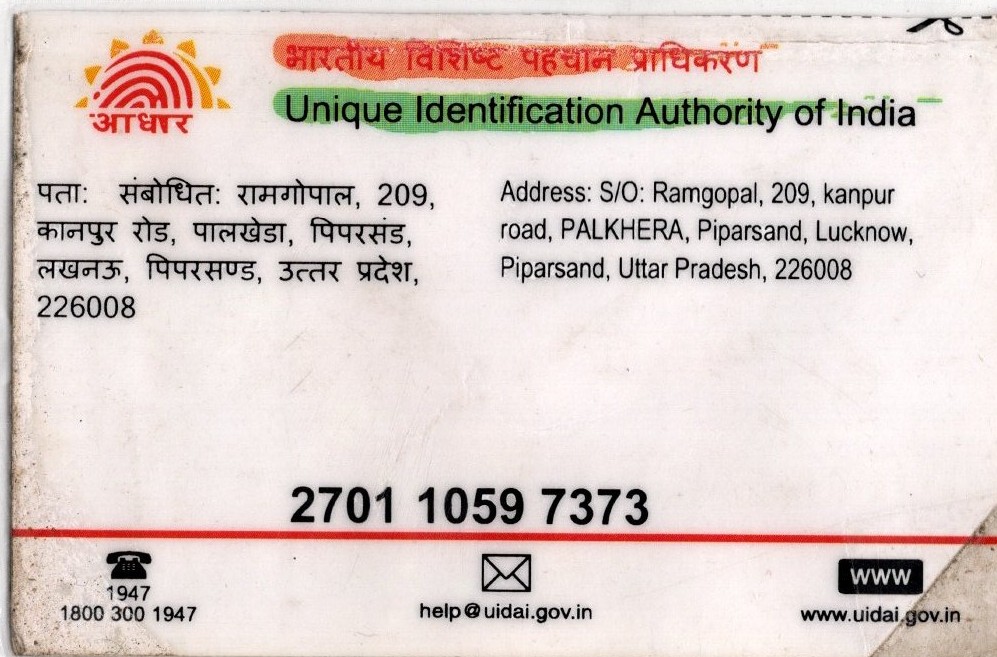 आधार
भारतीय विशिष्ट पहचान प्राधिकरण
Unique Identification Authority of India
पता: संबोधित: रामगोपाल, 209,
कानपुर रोड, पालखेडा, पिपरसंड,
लखनऊ, पिपरसण्ड, उत्तर प्रदेश,
226008
Address: S/O: Ramgopal, 209, kanpur
road, PALKHERA, Piparsand, Lucknow,
Piparsand, Uttar Pradesh, 226008
2701 1059 7373
1947
1800 300 1947
help@uidai.gov.in
WWW
www.uidai.gov.in